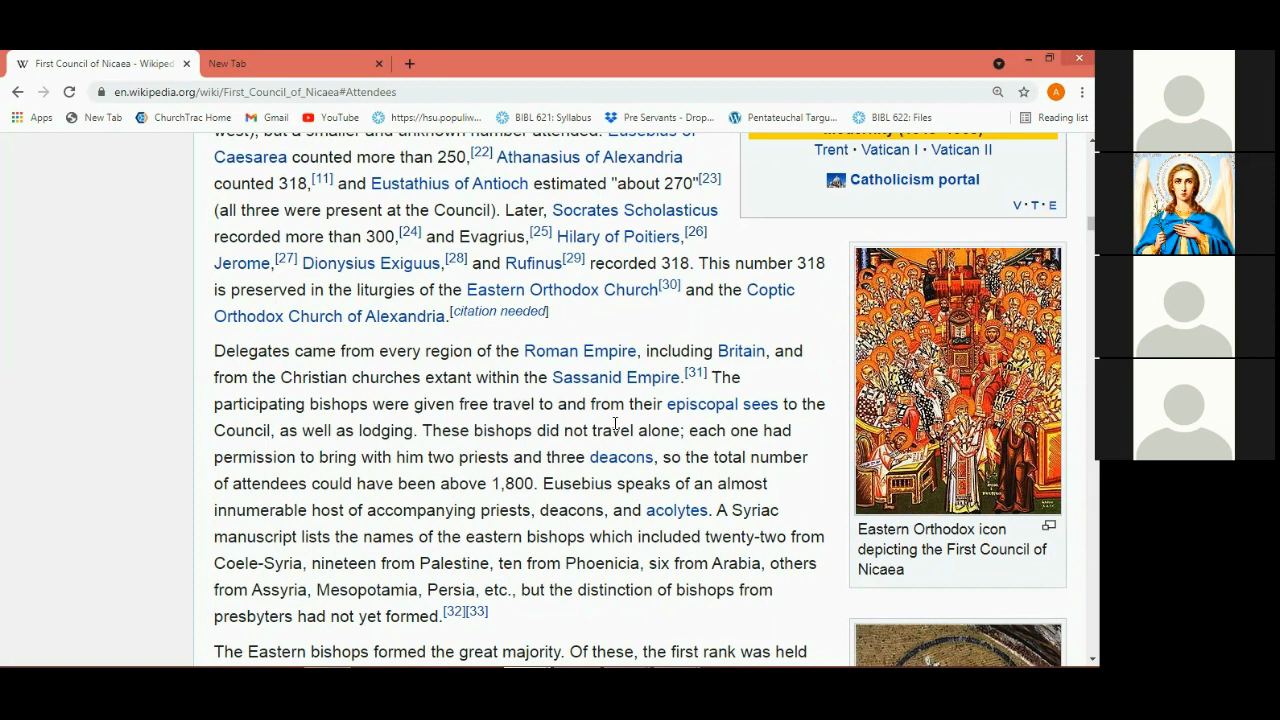 First Council of Nicaea - Wikiped
New Tab
en.wikipedia.org/wiki/First_Council_of_Nicaea#Attendees
Apps
New Tab
ChurchTrac Home
Gmail
YouTube
https://hsu.populiw...
BIBL 621: Syllabus
Pre Servants - Drop...
Pentateuchal Targu...
BIBL 622: Files
Reading list
west), but a smaller and unknown number attended. Eusebius of
Caesarea counted more than 250,[22] Athanasius of Alexandria
counted 318,[11] and Eustathius of Antioch estimated "about 270"[23]
(all three were present at the Council). Later, Socrates Scholasticus
recorded more than 300,[24] and Evagrius,[25] Hilary of Poitiers,[26]
Jerome,[27] Dionysius Exiguus,[28] and Rufinus[29] recorded 318. This number 318
is preserved in the liturgies of the Eastern Orthodox Church[30] and the Coptic
Orthodox Church of Alexandria.[citation needed]
Delegates came from every region of the Roman Empire, including Britain, and
from the Christian churches extant within the Sassanid Empire.[31] The
participating bishops were given free travel to and from their episcopal sees to the
Council, as well as lodging. These bishops did not travel alone; each one had
permission to bring with him two priests and three deacons, so the total number
of attendees could have been above 1,800. Eusebius speaks of an almost
innumerable host of accompanying priests, deacons, and acolytes. A Syriac
manuscript lists the names of the eastern bishops which included twenty-two from
Coele-Syria, nineteen from Palestine, ten from Phoenicia, six from Arabia, others
from Assyria, Mesopotamia, Persia, etc., but the distinction of bishops from
presbyters had not yet formed.[32][33]
The Eastern bishops formed the great majority. Of these, the first rank was held
Trent · Vatican I · Vatican II
Catholicism portal
V · T · E
Eastern Orthodox icon
depicting the First Council of
Nicaea
A